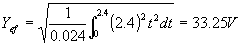 Y_{ef} = \sqrt{\frac{1}{0.024} \int_{0}^{2.4} (2.4)^2 t^2 dt} = 33.25V